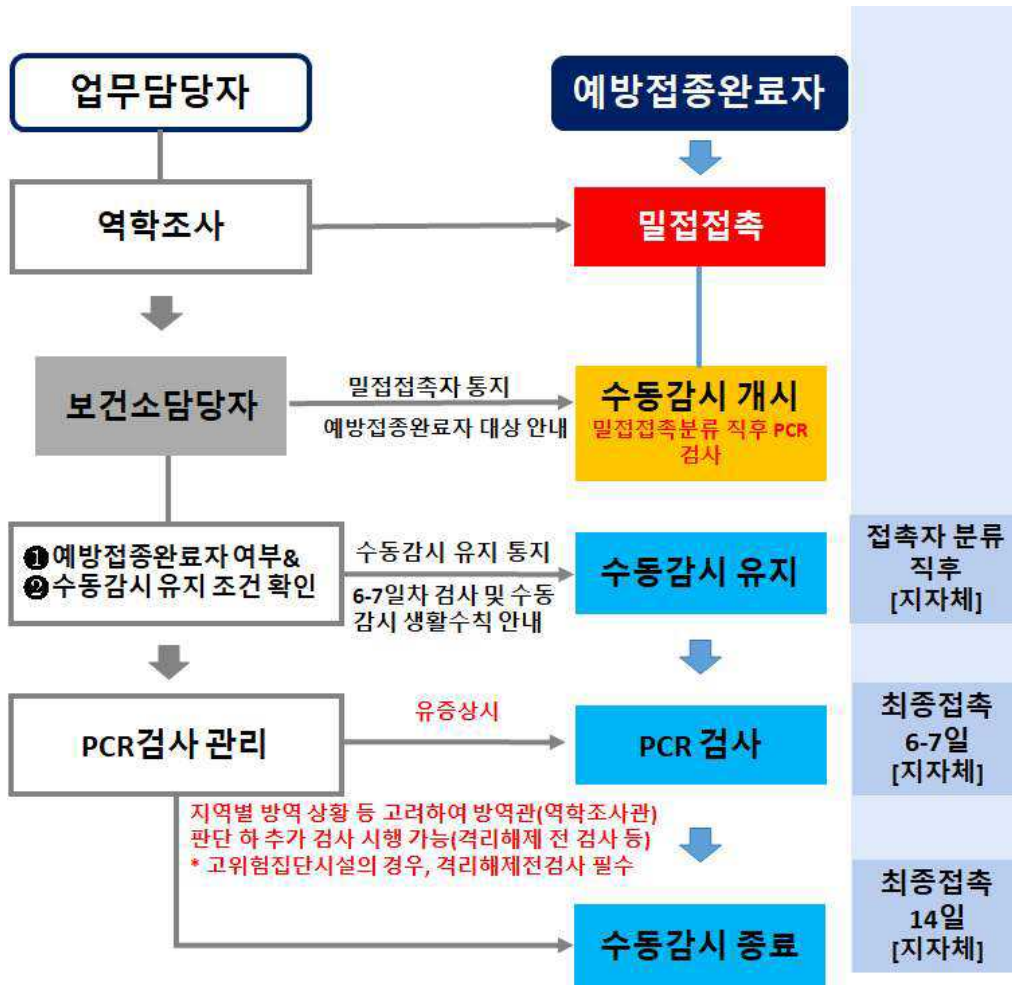 업무담당자
예방접종완료자
역학조사
밀접접촉
보건소담당자
밀접접촉자 통지
예방접종완료자 대상 안내
수동감시 개시
밀접접촉분류 직후 PCR
검사
❶예방접종완료자 여부&
❷수동감시 유지 조건 확인
수동감시 유지 통지
6-7일차 검사 및 수동
감시 생활수칙 안내
수동감시 유지
접촉자 분류
직후
[지자체]
PCR검사 관리
유증상시
PCR 검사
최종접촉
6-7일
[지자체]
지역별 방역 상황 등 고려하여 방역관(역학조사관)
판단 하 추가 검사 시행 가능(격리해제 전 검사 등)
* 고위험집단시설의 경우, 격리해제전검사 필수
수동감시 종료
최종접촉
14일
[지자체]